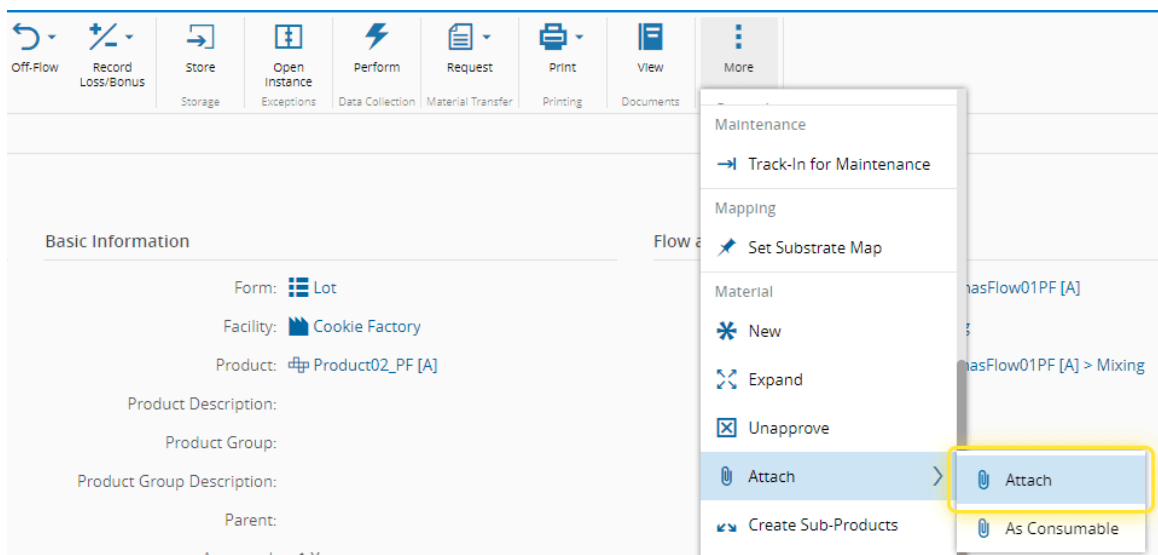 Off-Flow
Record
Loss/Bonus
Store
Open
Instance
Perform
Request
Print
View
More
Storage
Exceptions
Data Collection
Material Transfer
Printing
Documents
Maintenance
Track-In for Maintenance
Mapping
Set Substrate Map
Material
New
Expand
Unapprove
Attach
Create Sub-Products
Attach
As Consumable
Basic Information
Form: Lot
Facility: Cookie Factory
Product: Product02_PF [A]
Product Description:
Product Group:
Product Group Description:
Parent:
Flow
nasFlow01PF [A]
nasFlow01PF [A] > Mixing